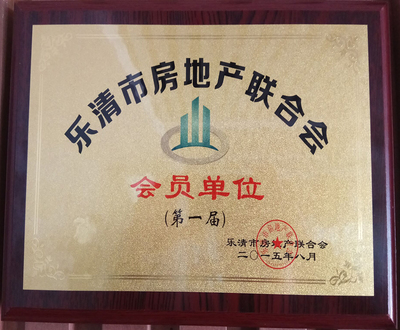 乐清市房地产联合会
会员单位
(第一届)
乐清市房地产联合会
二〇一五年八月